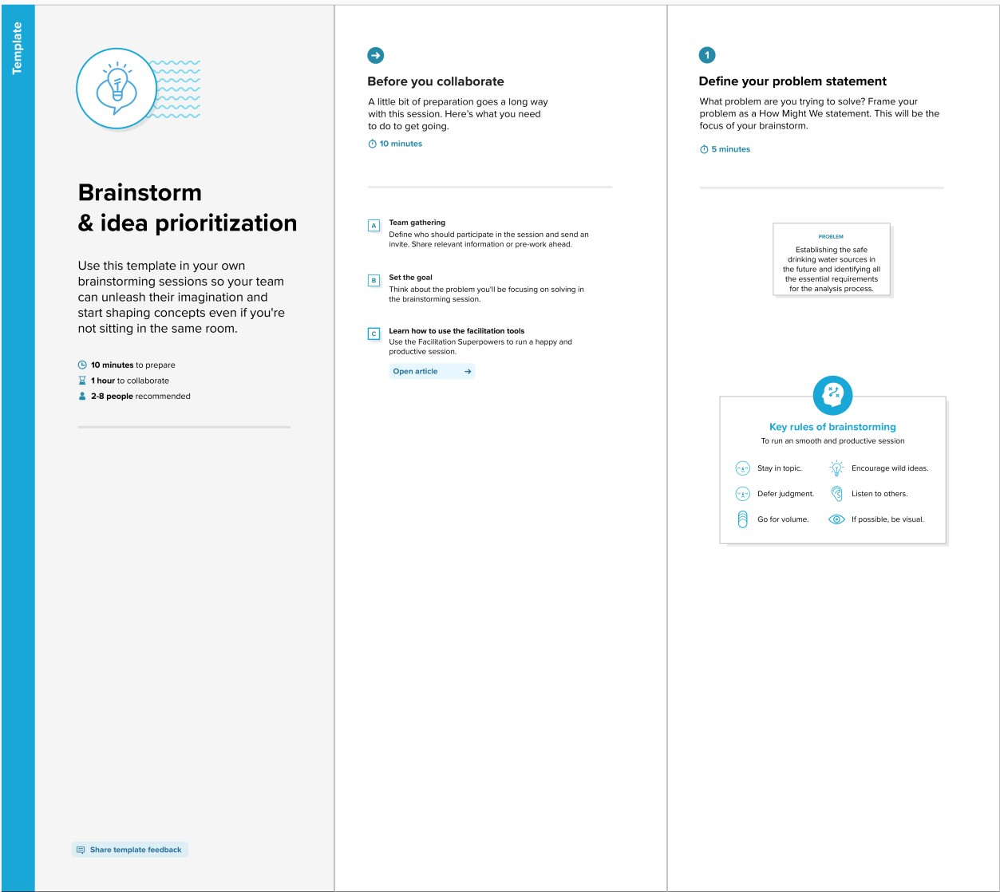 Template
Brainstorm
& idea prioritization
Use this template in your own
brainstorming sessions so your team
can unleash their imagination and
start shaping concepts even if you're
not sitting in the same room.
10 minutes to prepare
1 hour to collaborate
2-8 people recommended
Share template feedback
Before you collaborate
A little bit of preparation goes a long way
with this session. Here's what you need
to do to get going.
10 minutes
A
Team gathering
Define who should participate in the session and send an
invite. Share relevant information or pre-work ahead.
B
Set the goal
Think about the problem you'll be focusing on solving in
the brainstorming session.
C
Learn how to use the facilitation tools
Use the Facilitation Superpowers to run a happy and
productive session.
Open article
1
Define your problem statement
What problem are you trying to solve? Frame your
problem as a How Might We statement. This will be the
focus of your brainstorm.
5 minutes
PROBLEM
Establishing the safe
drinking water sources in
the future and identifying all
the essential requirements
for the analysis process.
Key rules of brainstorming
To run an smooth and productive session
Stay in topic.
Encourage wild ideas.
Defer judgment.
Listen to others.
Go for volume.
If possible, be visual.